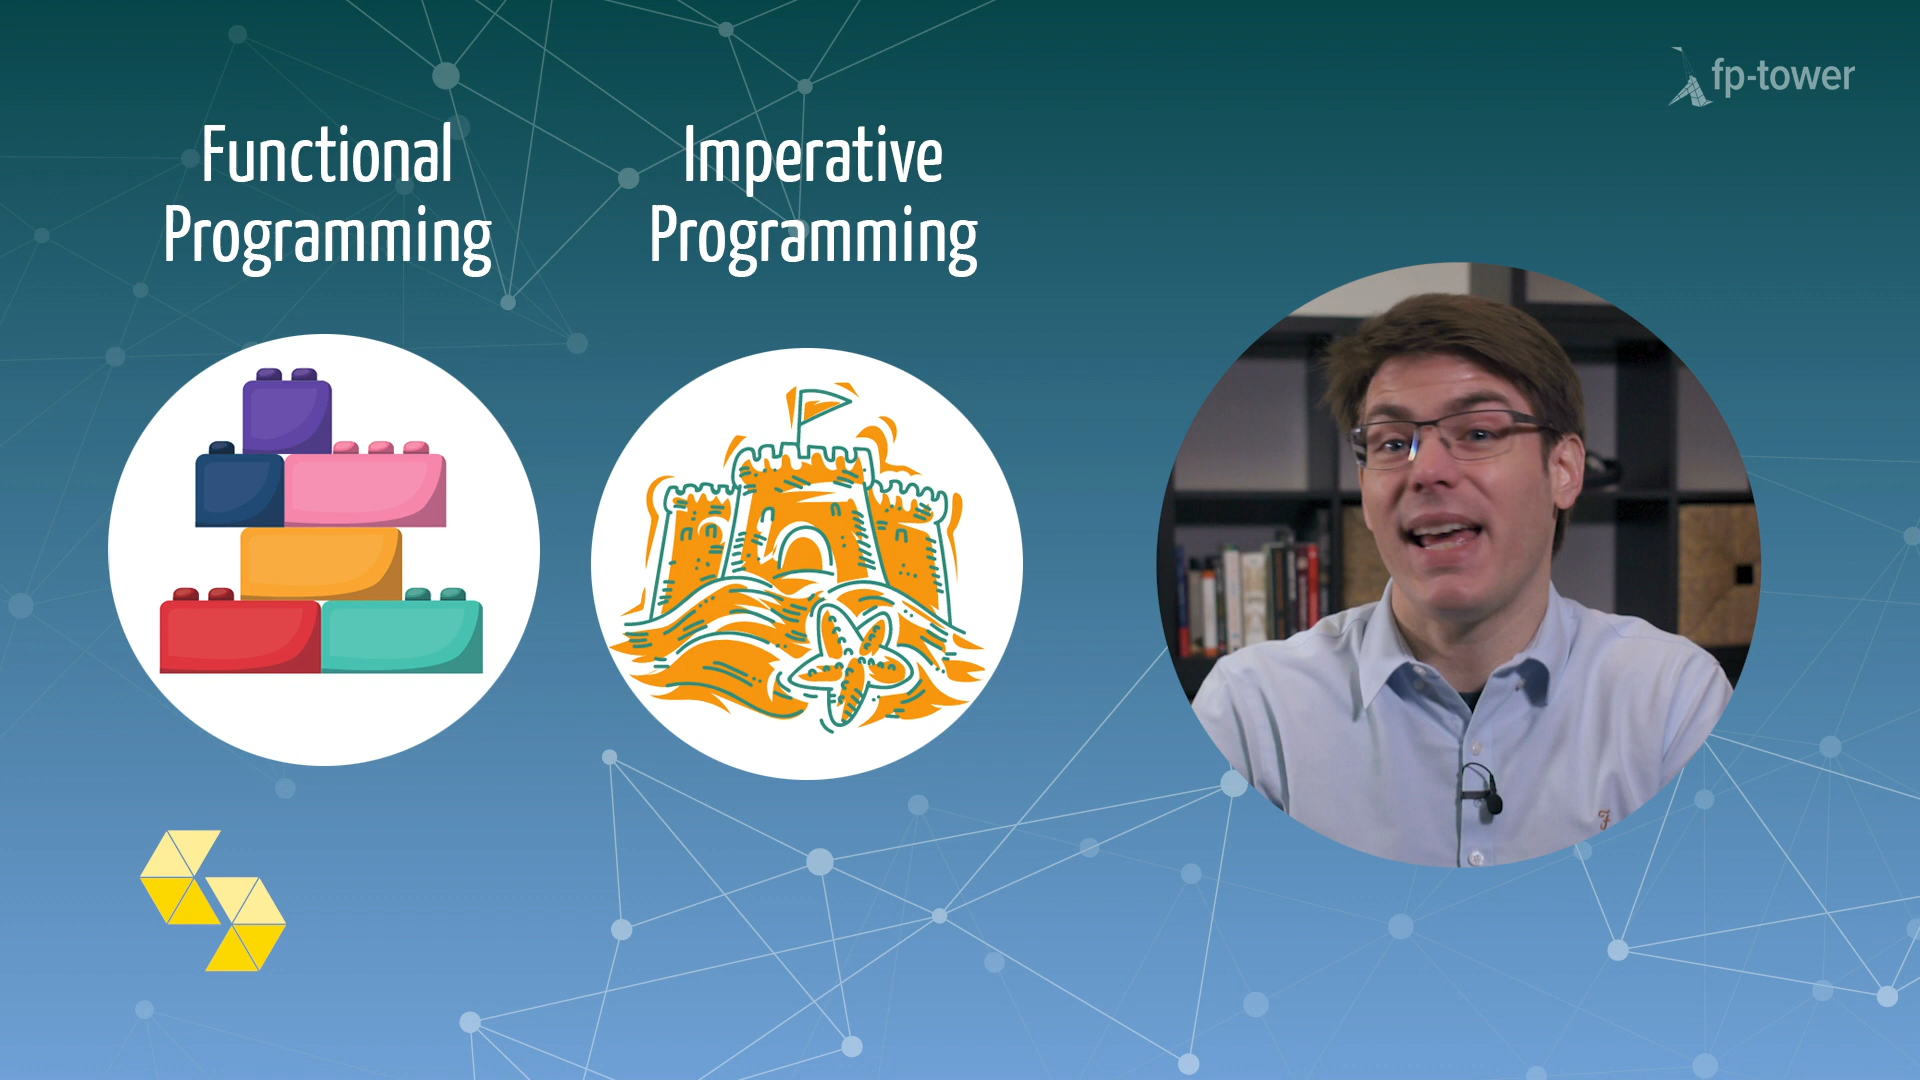 fp-tower
Functional
Programming
Imperative
Programming